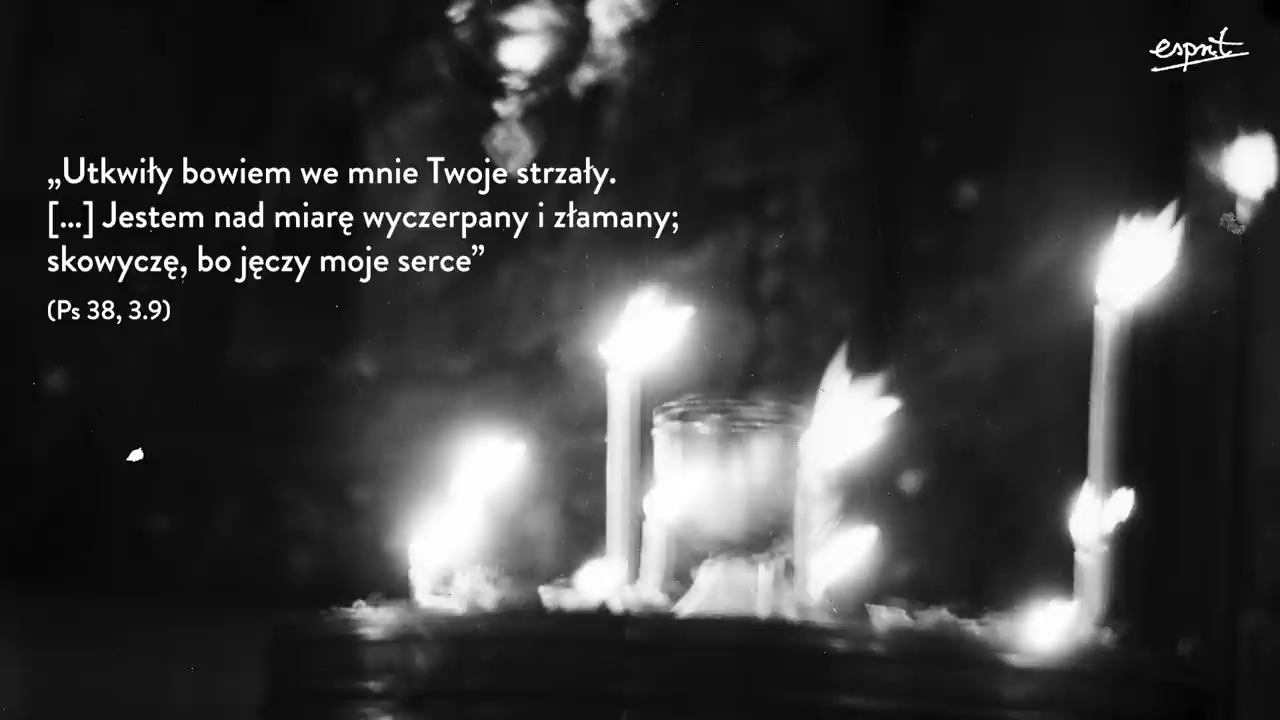 esprit
„Utkwiły bowiem we mnie Twoje strzały.
[...] Jestem nad miarę wyczerpany i złamany;
skowyczę, bo jęczy moje serce”
(Ps 38, 3.9)